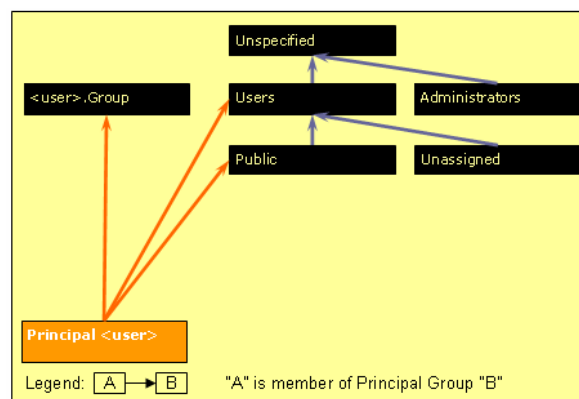 Unspecified
<user>.Group
Users
Administrators
Public
Unassigned
Principal <user>
Legend: A B "A" is member of Principal Group "B"